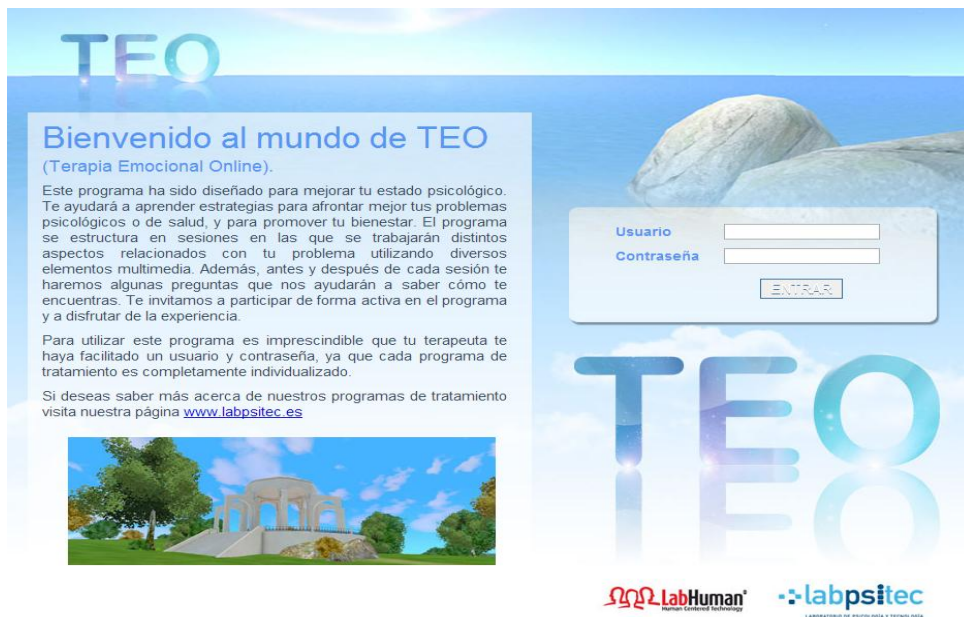 TEO
Bienvenido al mundo de TEO
(Terapia Emocional Online).
Este programa ha sido diseñado para mejorar tu estado psicológico.
Te ayudará a aprender estrategias para afrontar mejor tus problemas
psicológicos o de salud, y para promover tu bienestar. El programa
se estructura en sesiones en las que se trabajarán distintos
aspectos relacionados con tu problema utilizando diversos
elementos multimedia. Además, antes y después de cada sesión te
haremos algunas preguntas que nos ayudarán a saber cómo te
encuentras. Te invitamos a participar de forma activa en el programa
y a disfrutar de la experiencia.
Para utilizar este programa es imprescindible que tu terapeuta te
haya facilitado un usuario y contraseña, ya que cada programa de
tratamiento es completamente individualizado.
Si deseas saber más acerca de nuestros programas de tratamiento
visita nuestra página www.labpsitec.es
Usuario
Contraseña
ENTRAR
TEO
LabHuman
Human Centered Technology
labpsitec
LABORATORIO DE PSICOLOGÍA Y TECNOLOGÍA